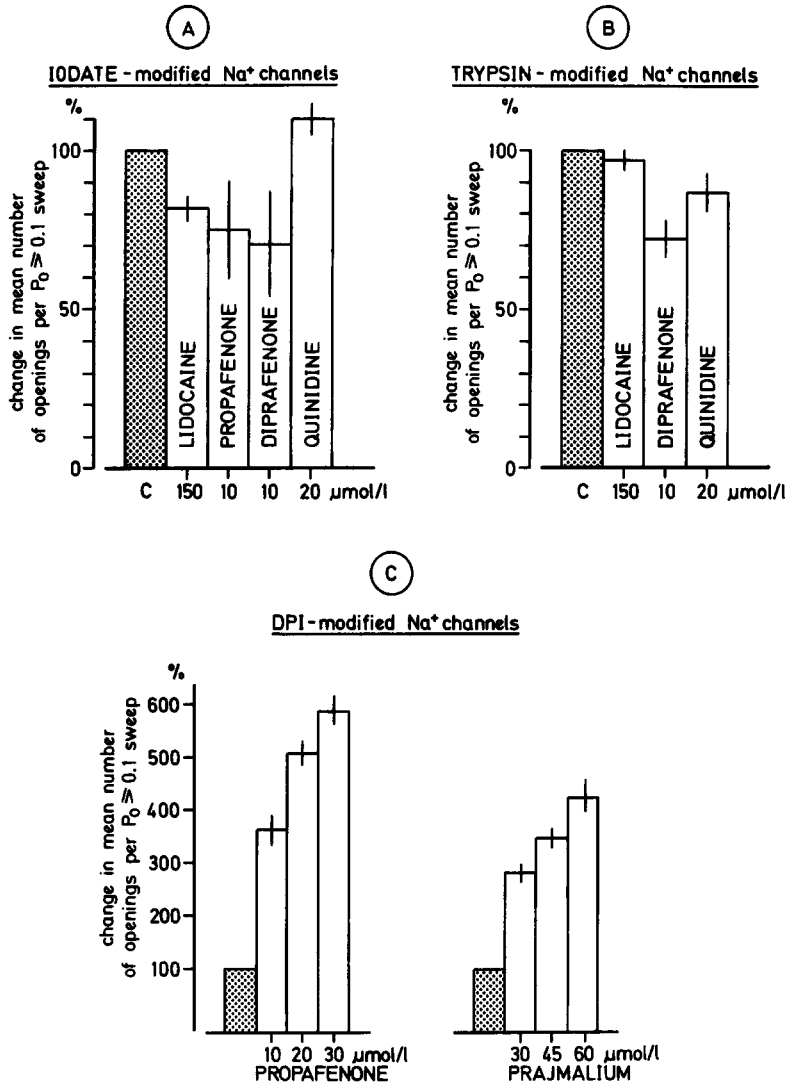 A
IODATE - modified Na⁺ channels
%
change in mean number
of openings per P₀ ⩾ 0.1 sweep
100
50
0
LIDOCAINE
PROPAFENONE
DIPRAFENONE
QUINIDINE
C 150 10 10 20 μmol/l
B
TRYPSIN - modified Na⁺ channels
%
change in mean number
of openings per P₀ ⩾ 0.1 sweep
100
50
0
LIDOCAINE
DIPRAFENONE
QUINIDINE
C 150 10 20 μmol/l
C
DPI - modified Na⁺ channels
%
change in mean number
of openings per P₀ ⩾ 0.1 sweep
600
500
400
300
200
100
10 20 30 μmol/l
PROPAFENONE
30 45 60 μmol/l
PRAJMALIUM